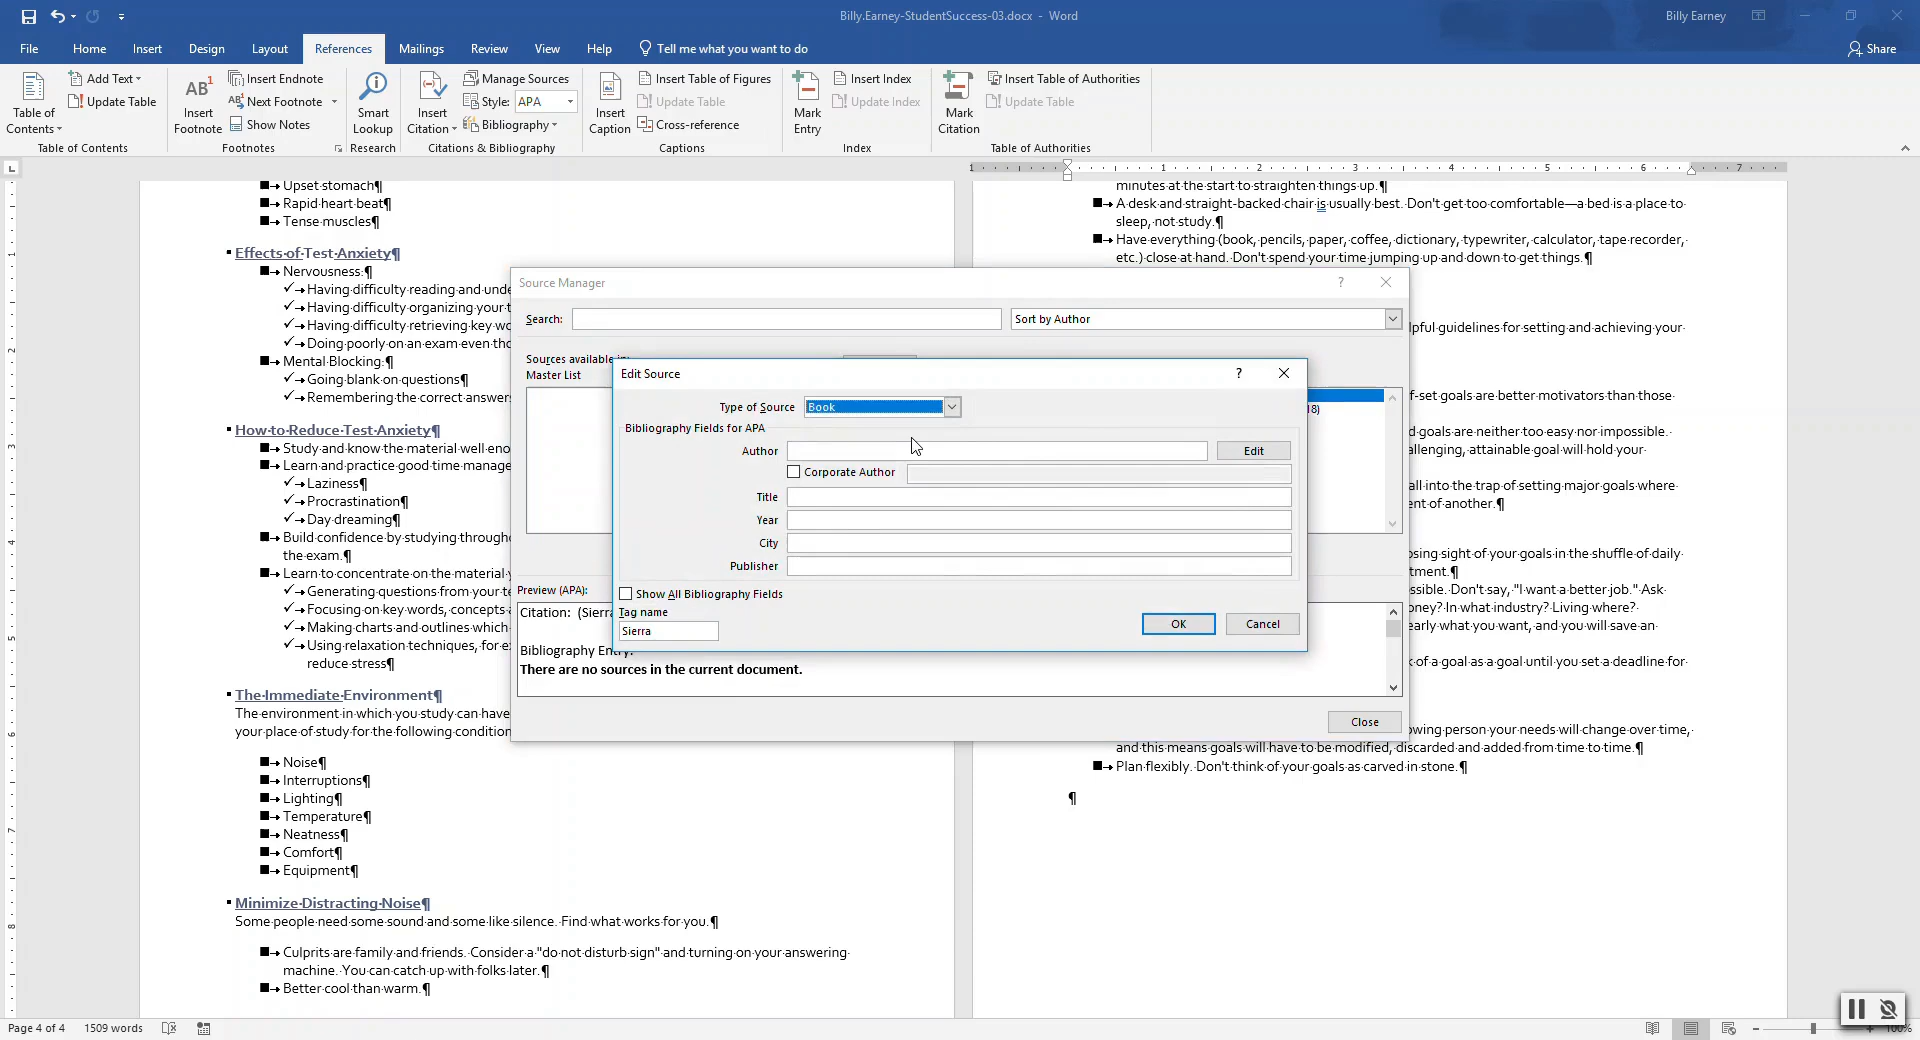 Billy.Earney-StudentSuccess-03.docx - Word
Billy Earney
File Home Insert Design Layout References Mailings Review View Help Tell me what you want to do
Share
Table of Contents
Add Text
Update Table
Table of Contents
AB¹
Insert Footnote
Insert Endnote
Next Footnote
Show Notes
Footnotes
Smart Lookup
Research
Insert Citation
Manage Sources
Style: APA
Bibliography
Citations & Bibliography
Insert Caption
Insert Table of Figures
Update Table
Cross-reference
Captions
Mark Entry
Insert Index
Update Index
Index
Mark Citation
Insert Table of Authorities
Update Table
Table of Authorities
1 1 2 3 4 5 6 7
Upset·stomach¶
Rapid·heart·beat¶
Tense·muscles¶
Effects·of·Test·Anxiety¶
Nervousness:¶
Having·difficulty·reading·and·unde
Having·difficulty·organizing·your·t
Having·difficulty·retrieving·key·wo
Doing·poorly·on·an·exam·even·tho
Mental·Blocking:¶
Going·blank·on·questions¶
Remembering·the·correct·answers
How·to·Reduce·Test·Anxiety¶
Study·and·know·the·material·well·eno
Learn·and·practice·good·time·manage
Laziness¶
Procrastination¶
Day·dreaming¶
Build·confidence·by·studying·through
the·exam.¶
Learn·to·concentrate·on·the·material·y
Generating·questions·from·your·te
Focusing·on·key·words,·concepts·a
Making·charts·and·outlines·which·
Using·relaxation·techniques,·for·ex
reduce·stress¶
The·Immediate·Environment¶
The·environment·in·which·you·study·can·have
your·place·of·study·for·the·following·condition
Noise¶
Interruptions¶
Lighting¶
Temperature¶
Neatness¶
Comfort¶
Equipment¶
Minimize·Distracting·Noise¶
Some·people·need·some·sound·and·some·like·silence.·Find·what·works·for·you.¶
Culprits·are·family·and·friends.·Consider·a·"do·not·disturb·sign"·and·turning·on·your·answering·
machine.·You·can·catch·up·with·folks·later.¶
Better·cool·than·warm.¶
minutes·at·the·start·to·straighten·things·up.¶
A·desk·and·straight-backed·chair·is·usually·best.·Don't·get·too·comfortable—a·bed·is·a·place·to·
sleep,·not·study.¶
Have·everything·(book,·pencils,·paper,·coffee,·dictionary,·typewriter,·calculator,·tape·recorder,·
etc.)·close·at·hand.·Don't·spend·your·time·jumping·up·and·down·to·get·things.¶
lpful·guidelines·for·setting·and·achieving·your·
f-set·goals·are·better·motivators·than·those·
d·goals·are·neither·too·easy·nor·impossible.·
allenging,·attainable·goal·will·hold·your·
all·into·the·trap·of·setting·major·goals·where·
ent·of·another.¶
osing·sight·of·your·goals·in·the·shuffle·of·daily·
tment.¶
ssible.·Don't·say,·"I·want·a·better·job."·Ask·
oney?·In·what·industry?·Living·where?·
early·what·you·want,·and·you·will·save·an·
k·of·a·goal·as·a·goal·until·you·set·a·deadline·for·
owing·person·your·needs·will·change·over·time,·
and·this·means·goals·will·have·to·be·modified,·discarded·and·added·from·time·to·time.¶
Plan·flexibly.·Don't·think·of·your·goals·as·carved·in·stone.¶
¶
Source Manager
?
Search:
Sort by Author
Sources available in:
Master List
18)
Preview (APA):
Citation: (Sierra
Bibliography Entry:
There are no sources in the current document.
Close
Edit Source
?
Type of Source Book
Bibliography Fields for APA
Author
Edit
Corporate Author
Title
Year
City
Publisher
Show All Bibliography Fields
Tag name
Sierra
OK
Cancel
Page 4 of 4 1509 words
100%